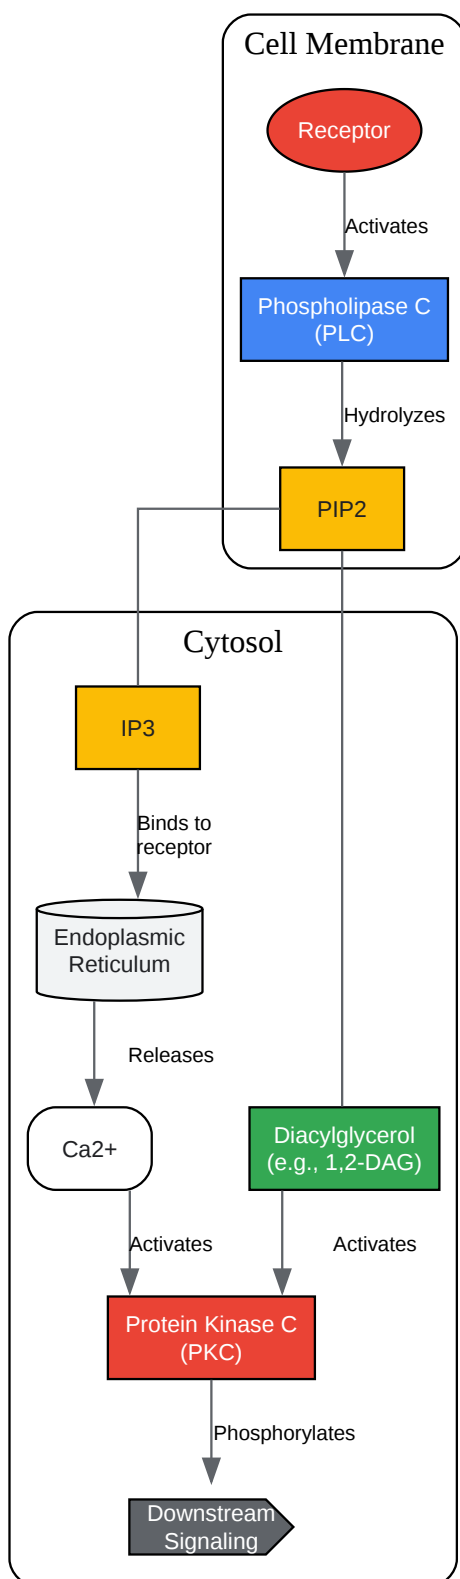 Cell Membrane
Receptor
Activates
Phospholipase C
(PLC)
Hydrolyzes
PIP2
Cytosol
IP3
Binds to
receptor
Endoplasmic
Reticulum
Releases
Ca2+
Diacylglycerol
(e.g., 1,2-DAG)
Activates
Activates
Protein Kinase C
(PKC)
Phosphorylates
Downstream
Signaling